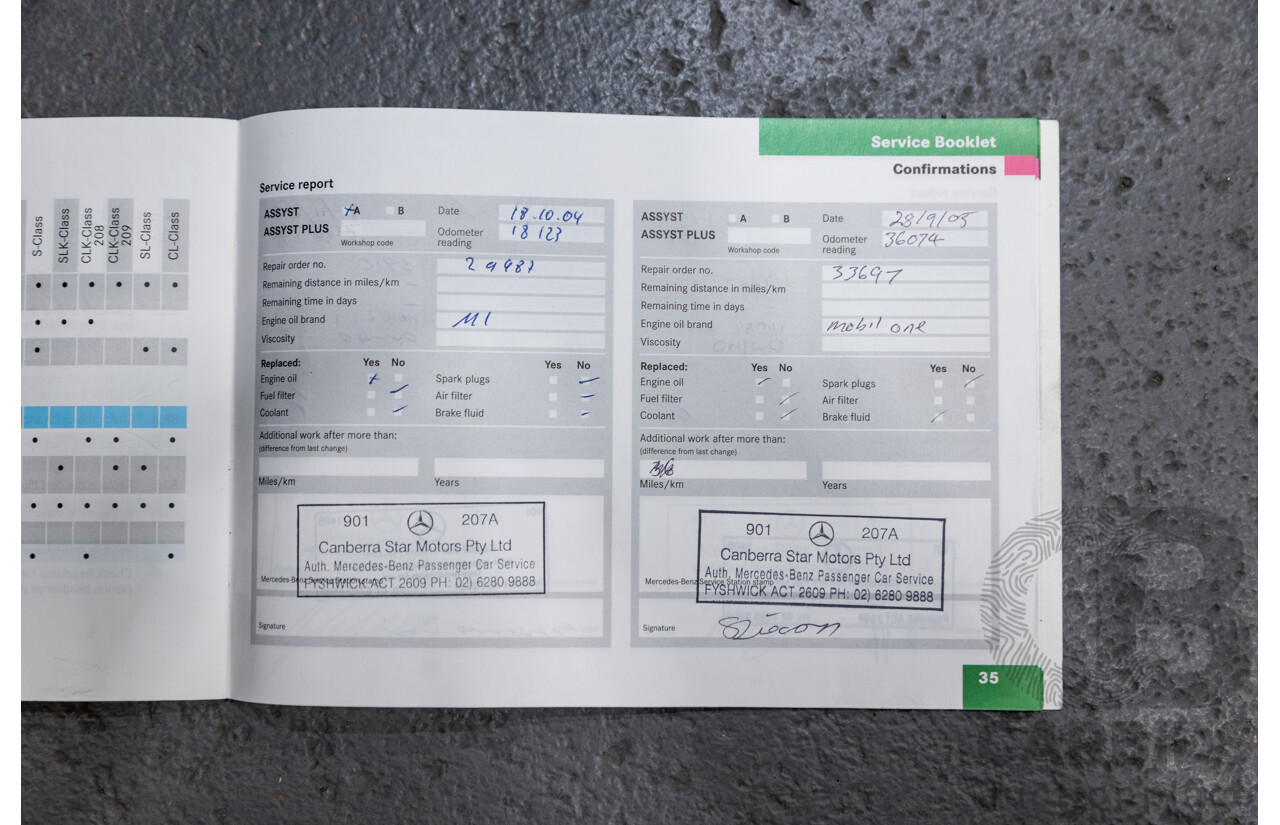 Service Booklet
Confirmations
S-Class
SLK-Class
CLK-Class
208
CLK-Class
209
SL-Class
CL-Class
Service report
ASSYST A B Date 18.10.04
ASSYST PLUS Odometer reading 18123
Workshop code
Repair order no. 29987
Remaining distance in miles/km
Remaining time in days
Engine oil brand M1
Viscosity
Replaced: Yes No Yes No
Engine oil Spark plugs
Fuel filter Air filter
Coolant Brake fluid
Additional work after more than:
(difference from last change)
Miles/km Years
901 207A
Canberra Star Motors Pty Ltd
Auth. Mercedes-Benz Passenger Car Service
FYSHWICK ACT 2609 PH: 02) 6280 9888
Mercedes-Benz Service Station stamp
Signature
ASSYST A B Date 28/9/05
ASSYST PLUS Odometer reading 36074
Workshop code
Repair order no. 33697
Remaining distance in miles/km
Remaining time in days
Engine oil brand mobil one
Viscosity
Replaced: Yes No Yes No
Engine oil Spark plugs
Fuel filter Air filter
Coolant Brake fluid
Additional work after more than:
(difference from last change)
Miles/km Years
901 207A
Canberra Star Motors Pty Ltd
Auth. Mercedes-Benz Passenger Car Service
FYSHWICK ACT 2609 PH: 02) 6280 9888
Mercedes-Benz Service Station stamp
Signature
35